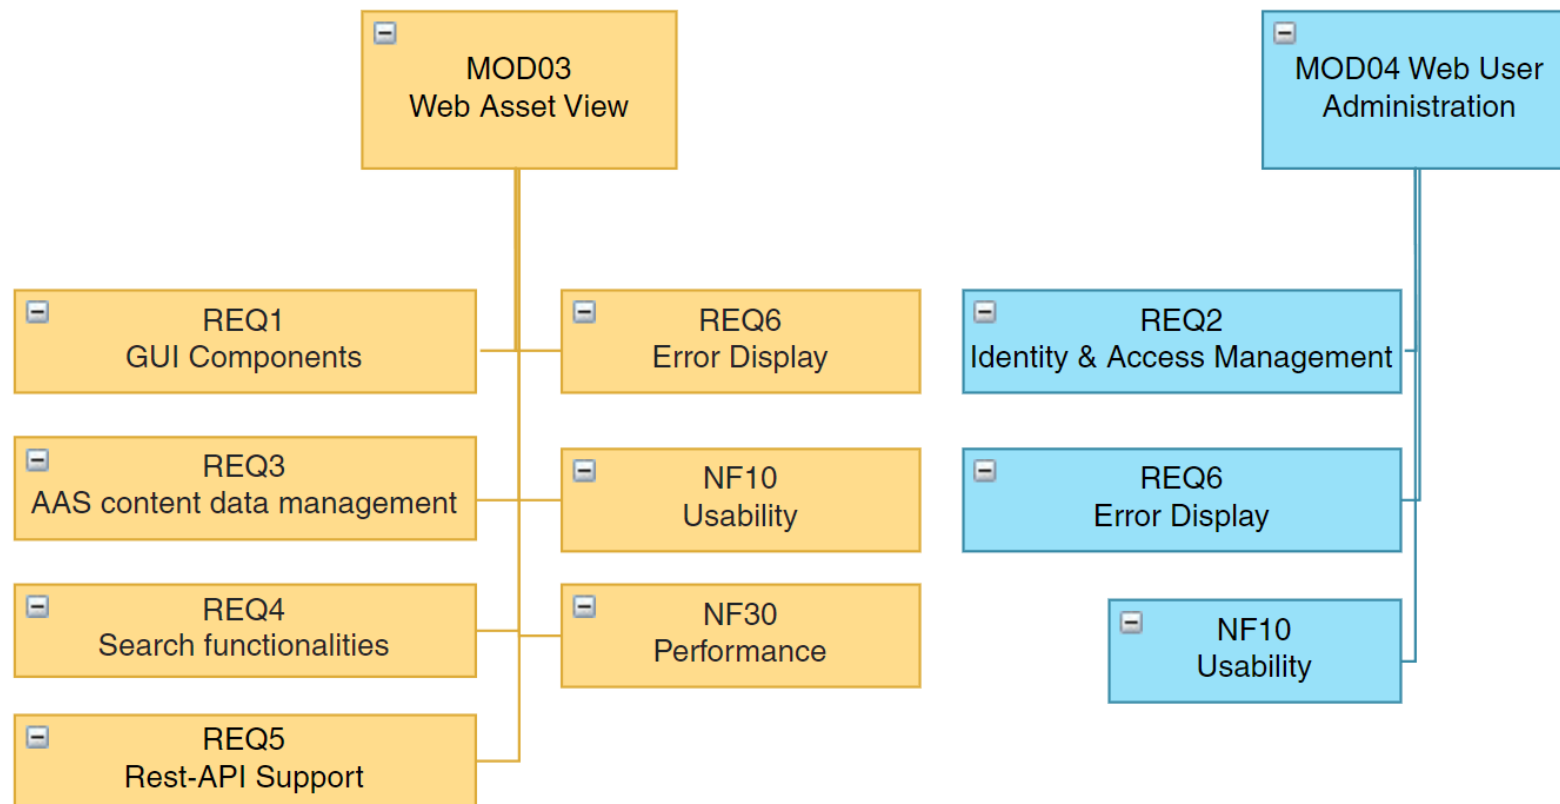 MOD03
Web Asset View
MOD04 Web User
Administration
REQ1
GUI Components
REQ6
Error Display
REQ2
Identity & Access Management
REQ3
AAS content data management
NF10
Usability
REQ6
Error Display
REQ4
Search functionalities
NF30
Performance
NF10
Usability
REQ5
Rest-API Support